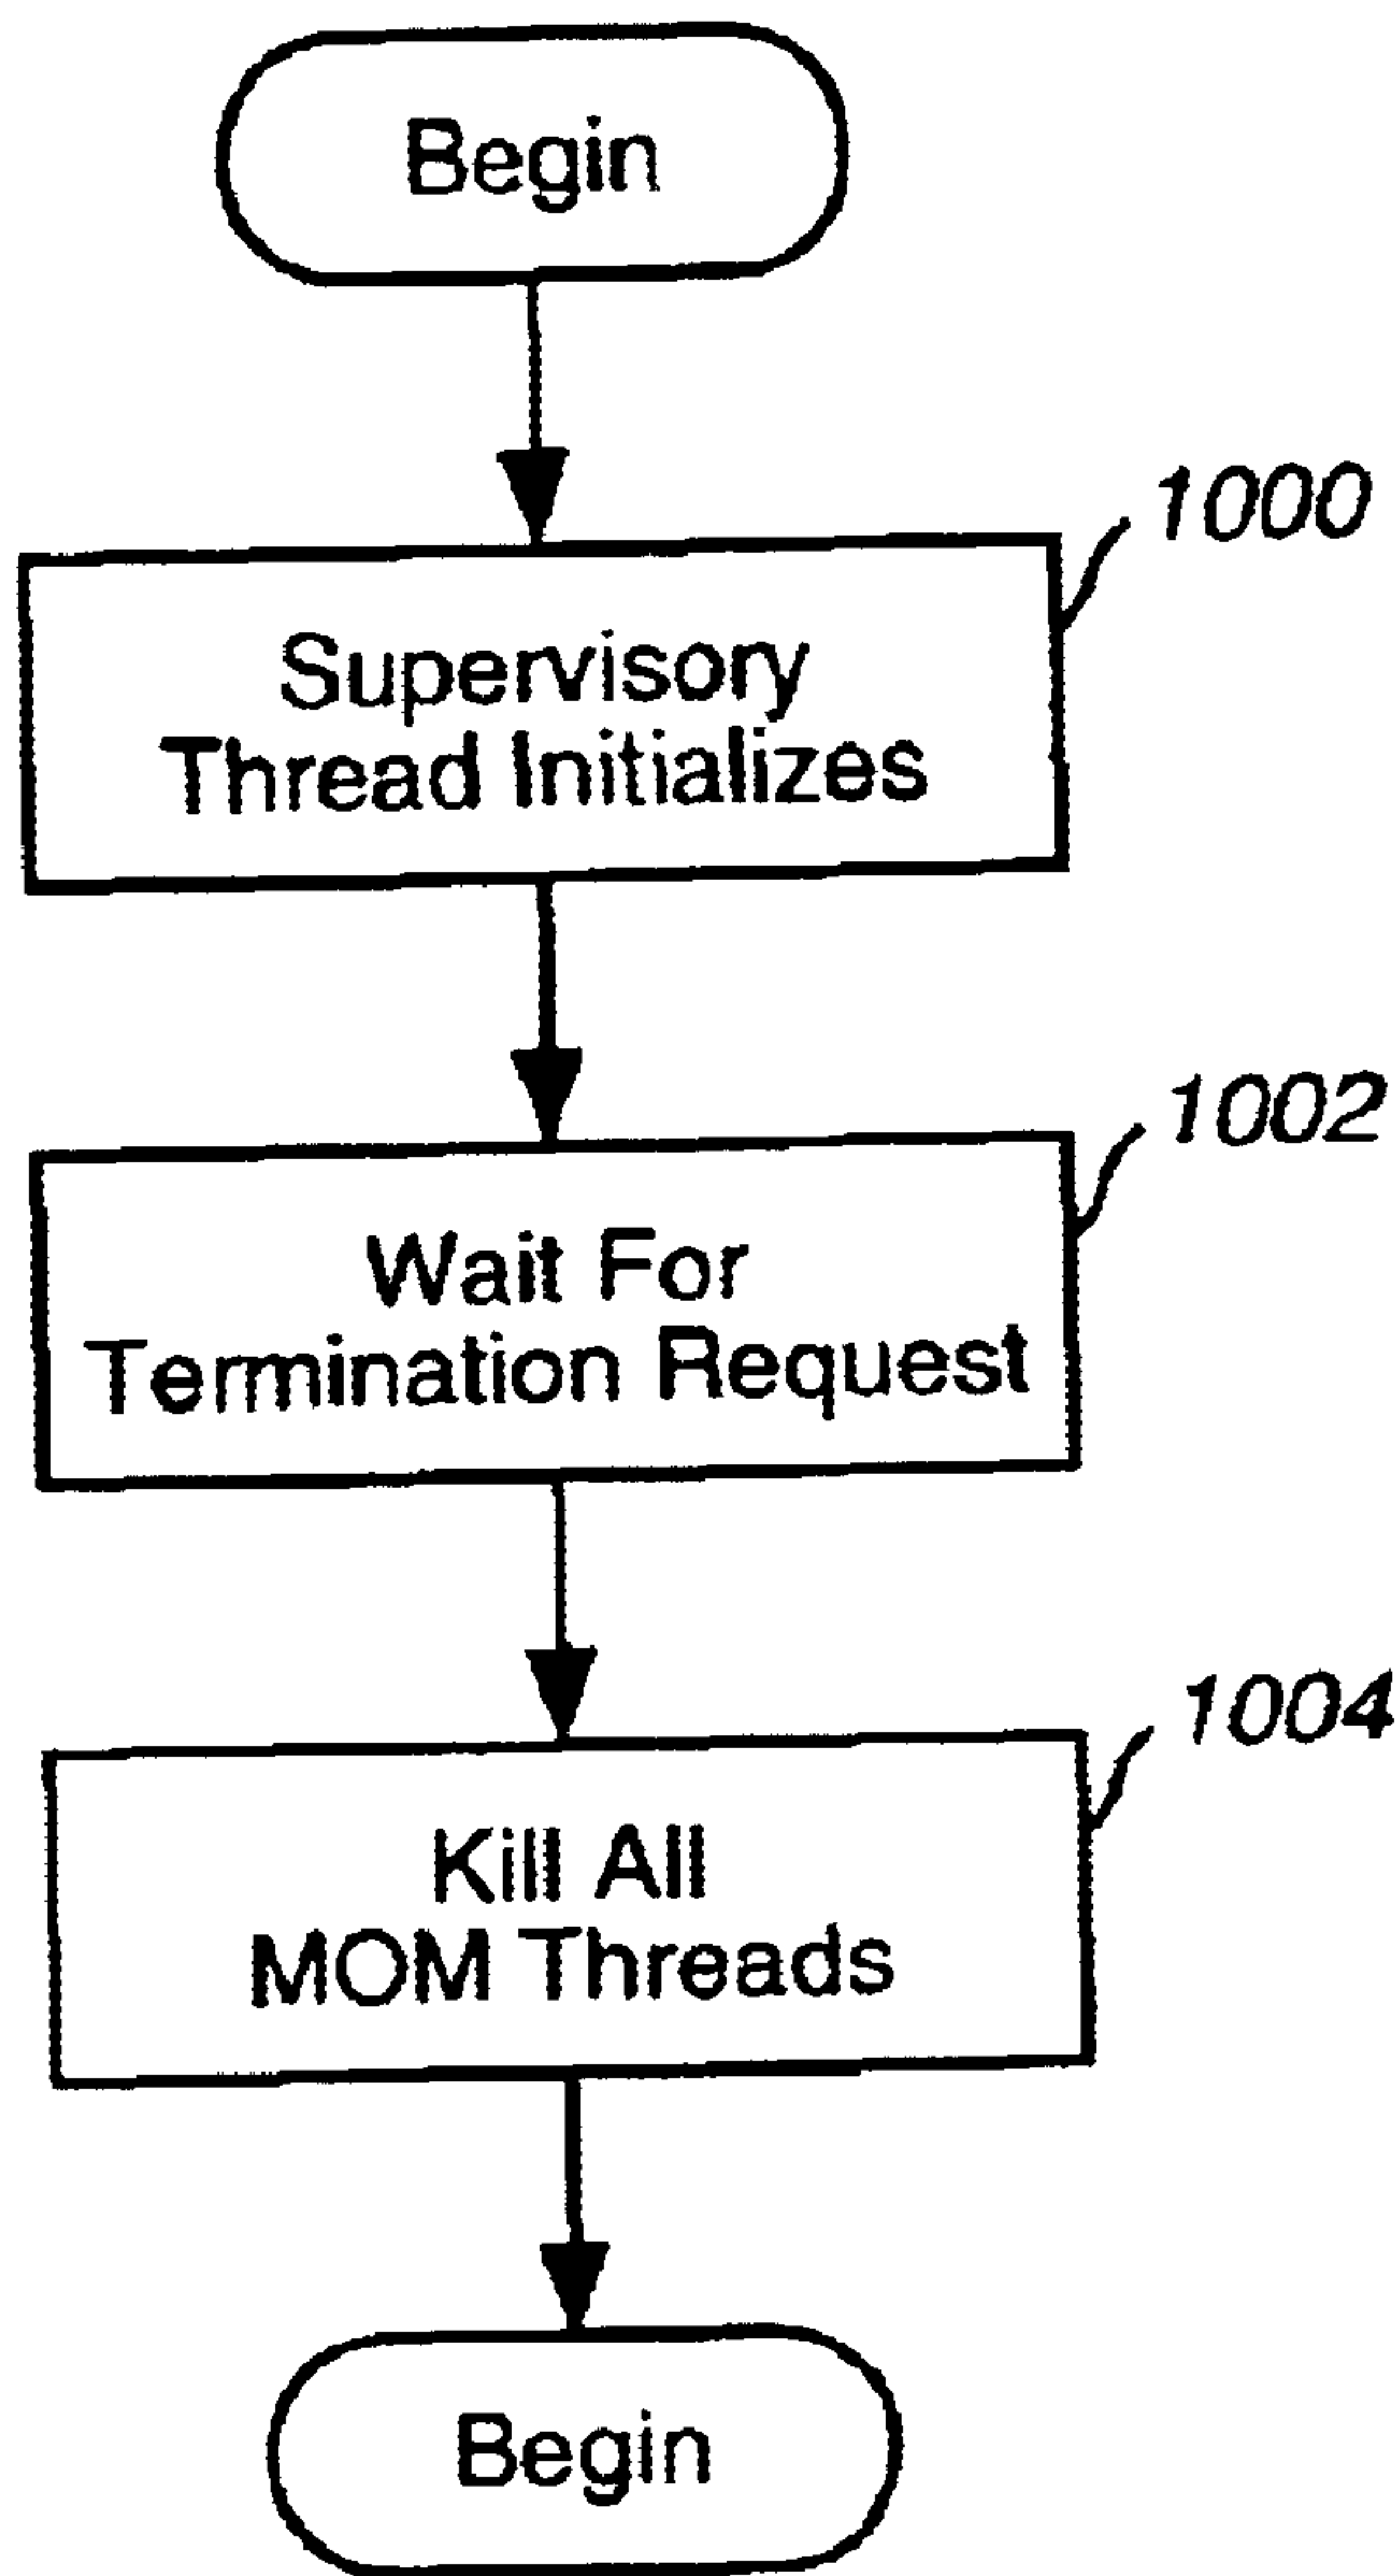 Begin
1000
Supervisory
Thread Initializes
1002
Wait For
Termination Request
1004
Kill All
MOM Threads
Begin